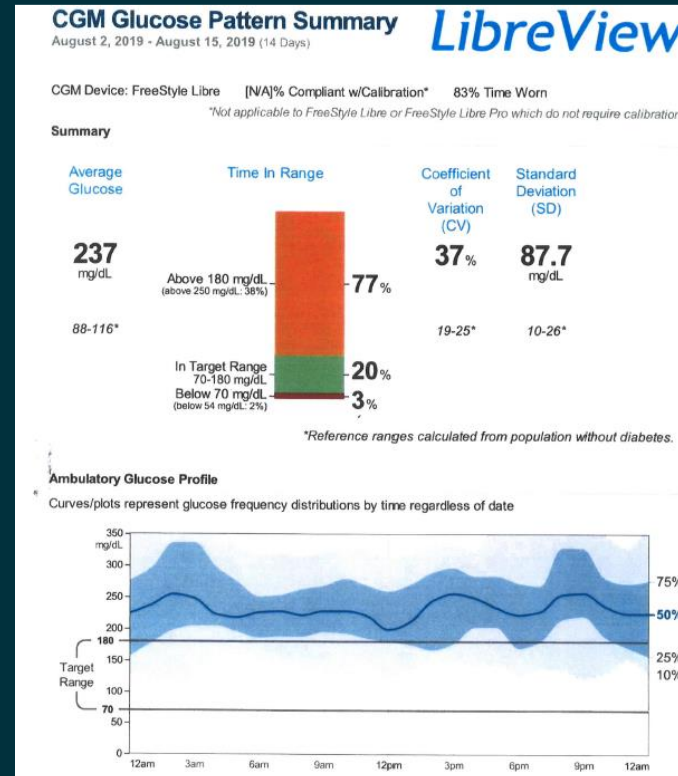 CGM Glucose Pattern Summary
LibreView
August 2, 2019 - August 15, 2019 (14 Days)
CGM Device: FreeStyle Libre [N/A]% Compliant w/Calibration* 83% Time Worn
*Not applicable to FreeStyle Libre or FreeStyle Libre Pro which do not require calibration
Summary
Average
Glucose
237
mg/dL
88-116*
Time In Range
Above 180 mg/dL
(above 250 mg/dL: 38%)
77%
In Target Range
70-180 mg/dL
20%
Below 70 mg/dL
(below 54 mg/dL: 2%)
3%
Coefficient
of
Variation
(CV)
37%
19-25*
Standard
Deviation
(SD)
87.7
mg/dL
10-26*
*Reference ranges calculated from population without diabetes.
Ambulatory Glucose Profile
Curves/plots represent glucose frequency distributions by time regardless of date
350
mg/dL
300
250
200
180
150
100
70
50
0
Target
Range
75%
50%
25%
10%
12am 3am 6am 9am 12pm 3pm 6pm 9pm 12am